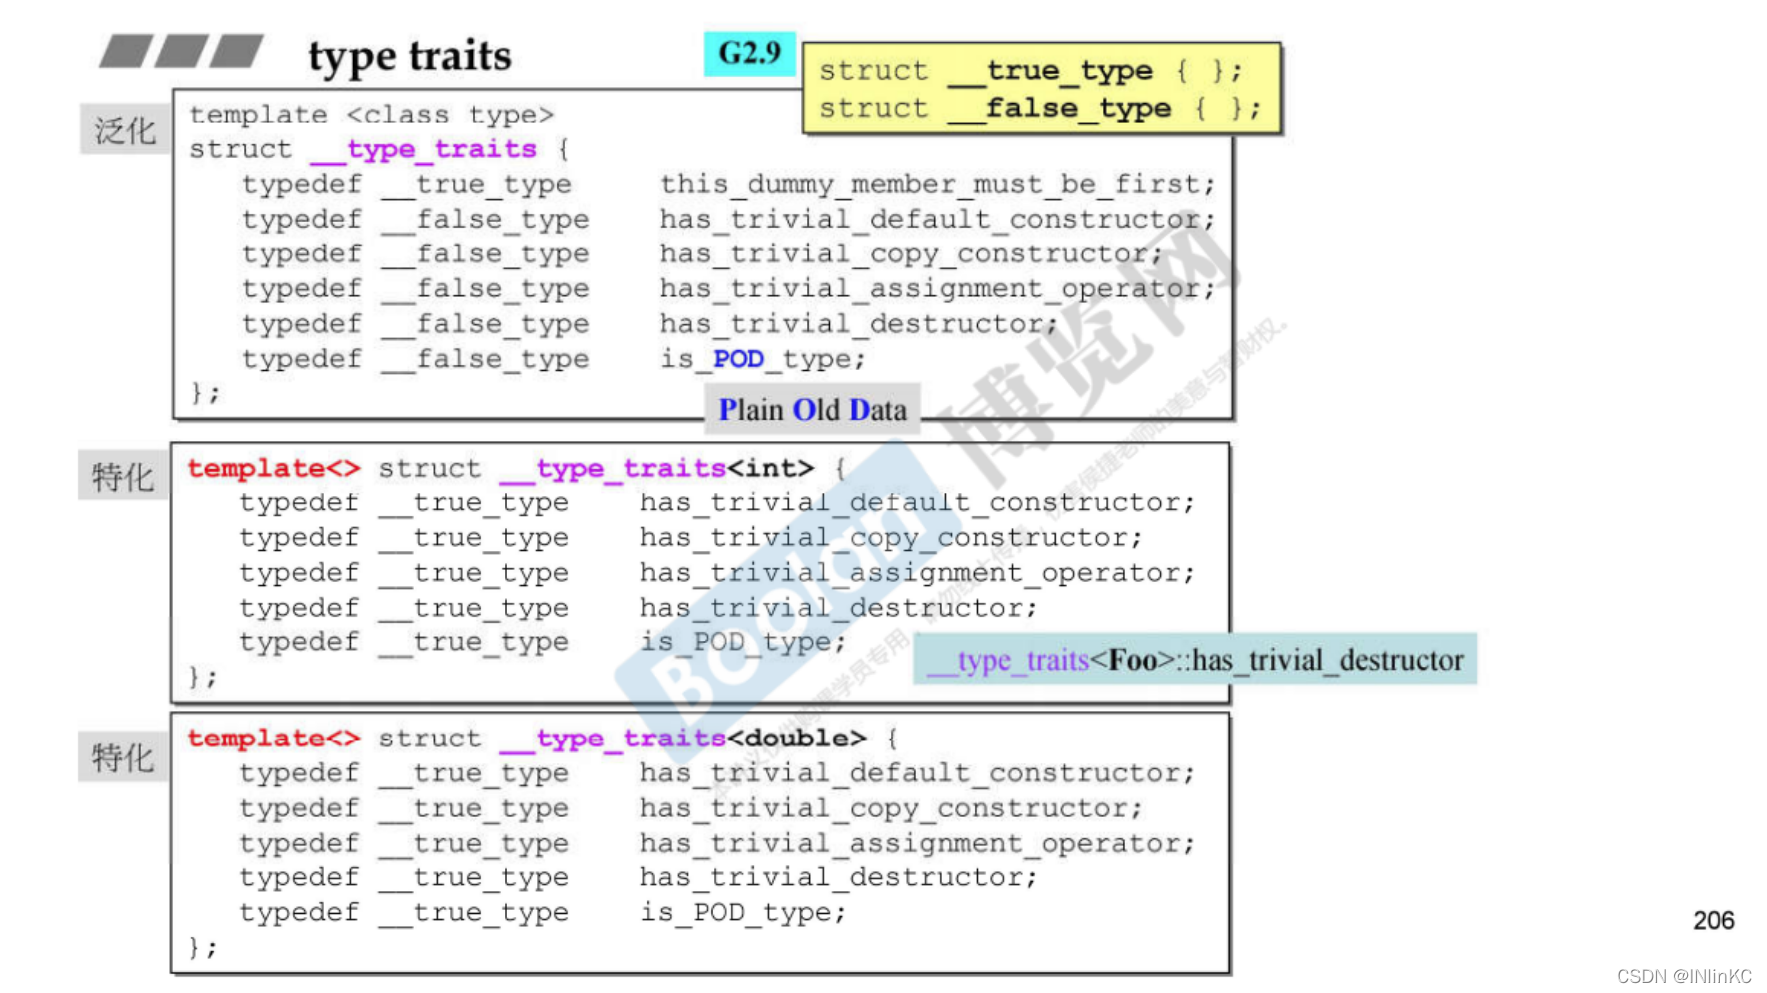 type traits
G2.9
struct __true_type { };
struct __false_type { };
泛化
template <class type>
struct __type_traits {
typedef __true_type this_dummy_member_must_be_first;
typedef __false_type has_trivial_default_constructor;
typedef __false_type has_trivial_copy_constructor;
typedef __false_type has_trivial_assignment_operator;
typedef __false_type has_trivial_destructor;
typedef __false_type is_POD_type;
};
Plain Old Data
特化
template<> struct __type_traits<int> {
typedef __true_type has_trivial_default_constructor;
typedef __true_type has_trivial_copy_constructor;
typedef __true_type has_trivial_assignment_operator;
typedef __true_type has_trivial_destructor;
typedef __true_type is_POD_type;
};
__type_traits<Foo>::has_trivial_destructor
特化
template<> struct __type_traits<double> {
typedef __true_type has_trivial_default_constructor;
typedef __true_type has_trivial_copy_constructor;
typedef __true_type has_trivial_assignment_operator;
typedef __true_type has_trivial_destructor;
typedef __true_type is_POD_type;
};
Boolan 博览网
206
CSDN @INlinKC